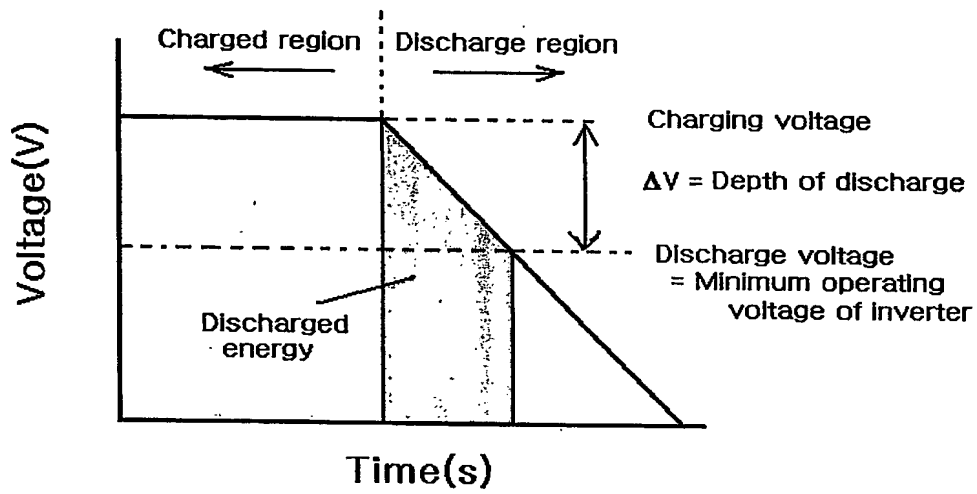 Charged region
Discharge region
Voltage(V)
Charging voltage
ΔV = Depth of discharge
Discharge voltage
= Minimum operating
voltage of inverter
Discharged
energy
Time(s)